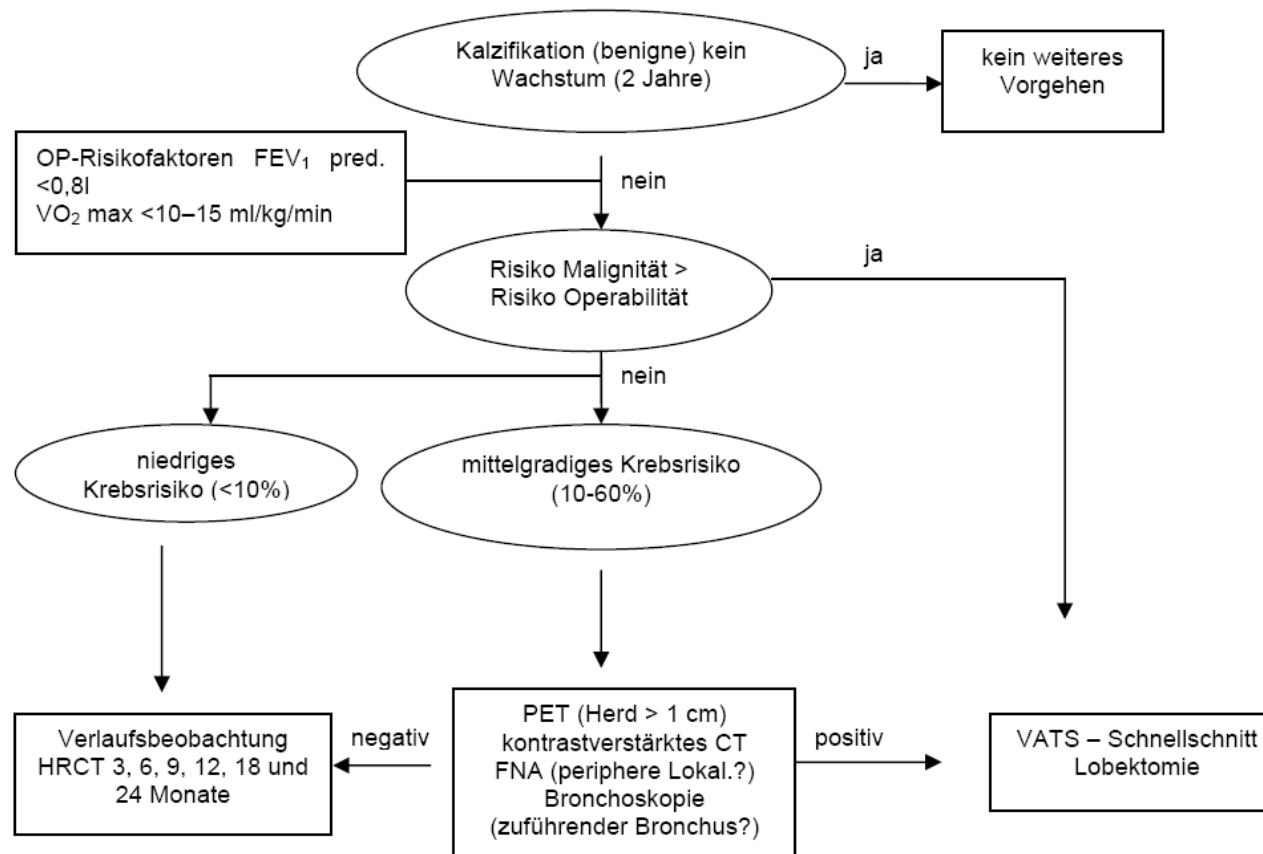 Kalzifikation (benigne) kein
Wachstum (2 Jahre)
ja
kein weiteres
Vorgehen
OP-Risikofaktoren FEV₁ pred.
<0,8l
VO₂ max <10–15 ml/kg/min
nein
Risiko Malignität >
Risiko Operabilität
ja
nein
niedriges
Krebsrisiko (<10%)
mittelgradiges Krebsrisiko
(10-60%)
Verlaufsbeobachtung
HRCT 3, 6, 9, 12, 18 und
24 Monate
negativ
PET (Herd > 1 cm)
kontrastverstärktes CT
FNA (periphere Lokal.?)
Bronchoskopie
(zuführender Bronchus?)
positiv
VATS – Schnellschnitt
Lobektomie